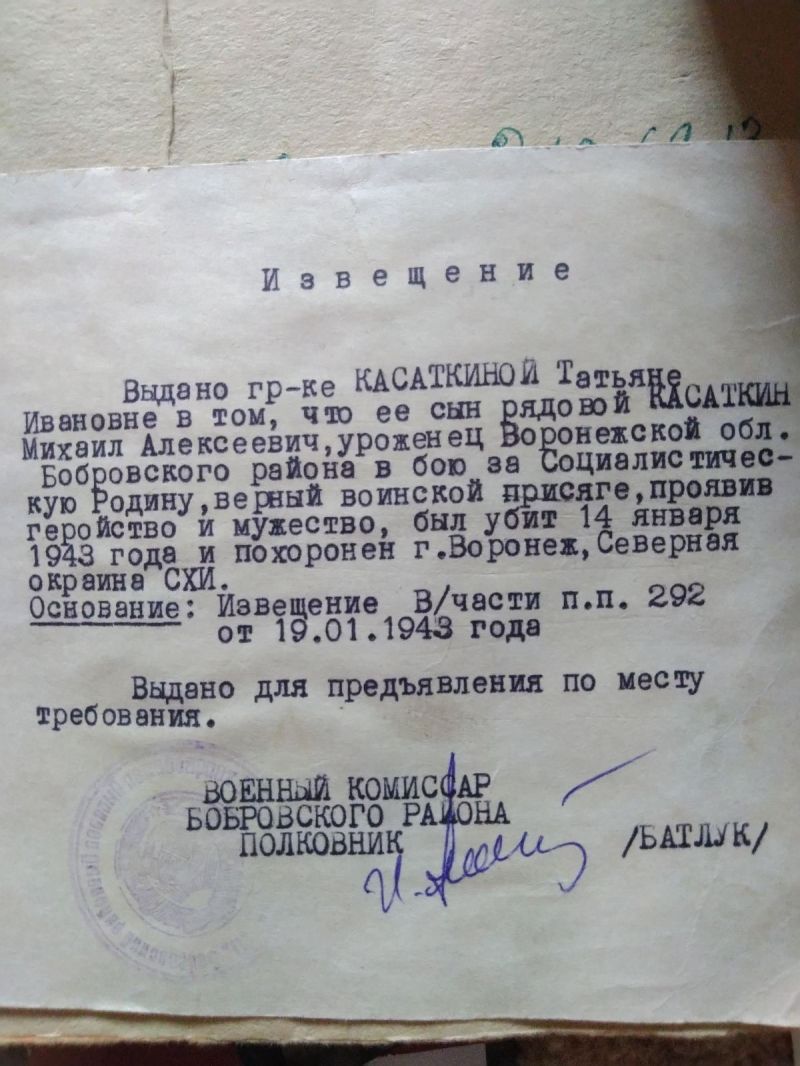 Извещение
Выдано гр-ке КАСАТКИНОЙ Татьяне
Ивановне в том, что ее сын рядовой КАСАТКИН
Михаил Алексеевич,уроженец Воронежской обл.
Бобровского района в бою за Социалистичес-
кую Родину,верный воинской присяге,проявив
геройство и мужество, был убит 14 января
1943 года и похоронен г.Воронеж,Северная
окраина СХИ.
Основание: Извещение В/части п.п. 292
от 19.01.1943 года
Выдано для предъявления по месту
требования.
ВОЕННЫЙ КОМИССАР
БОБРОВСКОГО РАЙОНА
ПОЛКОВНИК /БАТЛУК/